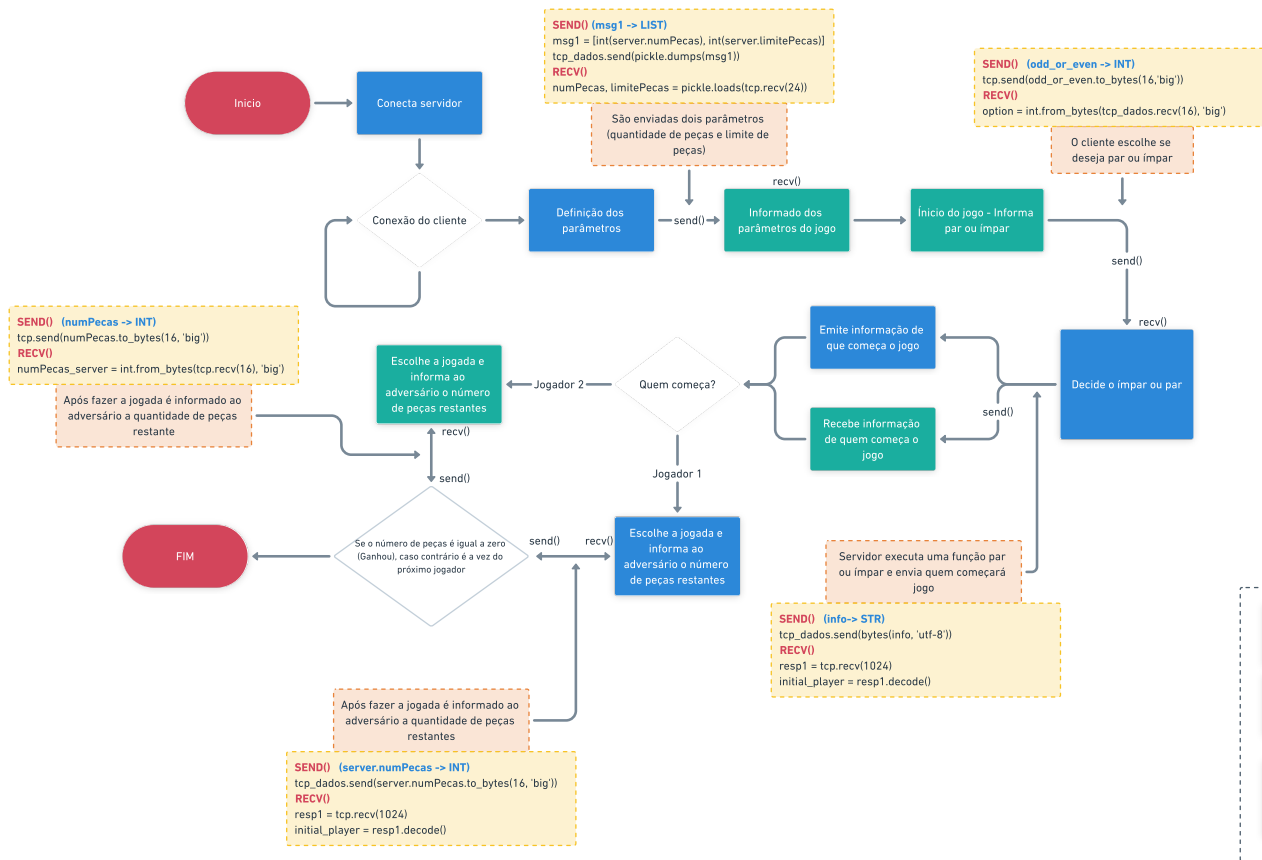 SEND() (msg1 -> LIST)
msg1 = [int(server.numPecas), int(server.limitePecas)]
tcp_dados.send(pickle.dumps(msg1))
RECV()
numPecas, limitePecas = pickle.loads(tcp.recv(24))
São enviadas dois parâmetros
(quantidade de peças e limite de
peças)
SEND() (odd_or_even -> INT)
tcp.send(odd_or_even.to_bytes(16,'big'))
RECV()
option = int.from_bytes(tcp_dados.recv(16), 'big')
O cliente escolhe se
deseja par ou ímpar
Inicio
Conecta servidor
Conexão do cliente
Definição dos
parâmetros
send()
recv()
Informado dos
parâmetros do jogo
Ínicio do jogo - Informa
par ou ímpar
send()
recv()
Decide o ímpar ou par
send()
Emite informação de
que começa o jogo
Recebe informação
de quem começa o
jogo
Quem começa?
Jogador 2
Jogador 1
Escolhe a jogada e
informa ao
adversário o número
de peças restantes
recv()
send()
SEND() (numPecas -> INT)
tcp.send(numPecas.to_bytes(16, 'big'))
RECV()
numPecas_server = int.from_bytes(tcp.recv(16), 'big')
Após fazer a jogada é informado ao
adversário a quantidade de peças
restante
Se o número de peças é igual a zero
(Ganhou), caso contrário é a vez do
próximo jogador
FIM
send()
recv()
Escolhe a jogada e
informa ao
adversário o número
de peças restantes
Servidor executa uma função par
ou ímpar e envia quem começará
jogo
SEND() (info-> STR)
tcp_dados.send(bytes(info, 'utf-8'))
RECV()
resp1 = tcp.recv(1024)
initial_player = resp1.decode()
Após fazer a jogada é informado ao
adversário a quantidade de peças
restantes
SEND() (server.numPecas -> INT)
tcp_dados.send(server.numPecas.to_bytes(16, 'big'))
RECV()
resp1 = tcp.recv(1024)
initial_player = resp1.decode()